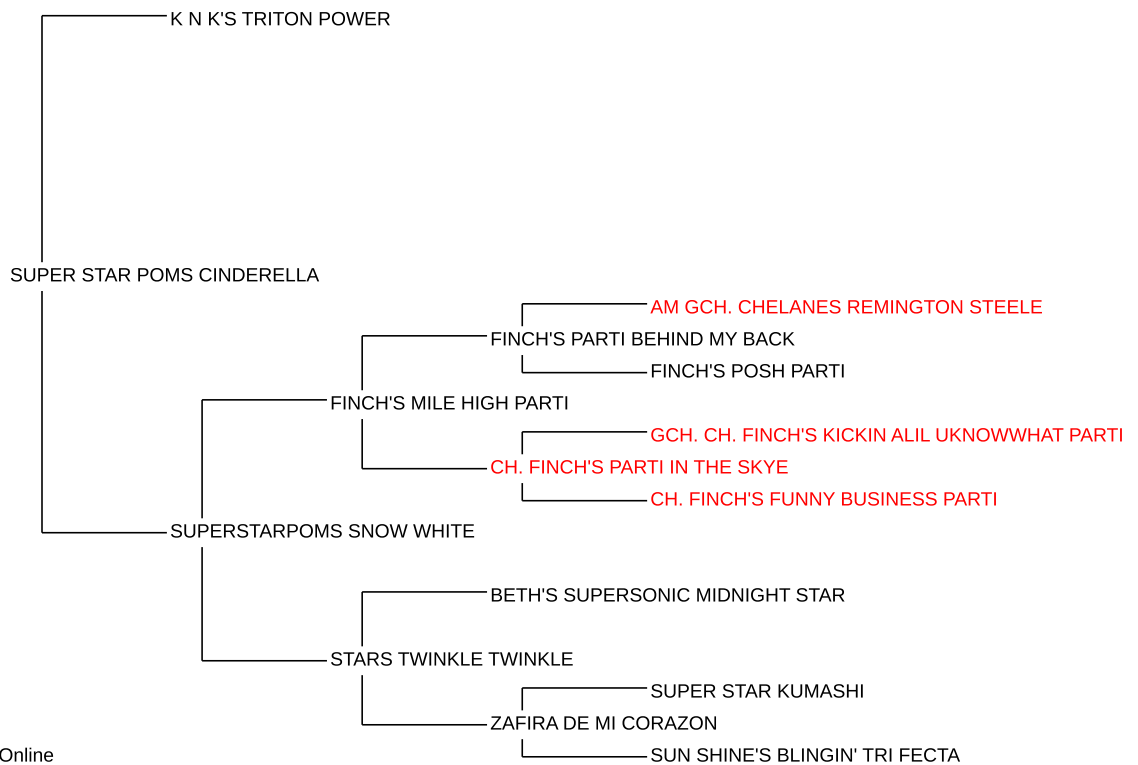 K N K'S TRITON POWER
SUPER STAR POMS CINDERELLA
AM GCH. CHELANES REMINGTON STEELE
FINCH'S PARTI BEHIND MY BACK
FINCH'S POSH PARTI
FINCH'S MILE HIGH PARTI
GCH. CH. FINCH'S KICKIN ALIL UKNOWWHAT PARTI
CH. FINCH'S PARTI IN THE SKYE
CH. FINCH'S FUNNY BUSINESS PARTI
SUPERSTARPOMS SNOW WHITE
BETH'S SUPERSONIC MIDNIGHT STAR
STARS TWINKLE TWINKLE
SUPER STAR KUMASHI
ZAFIRA DE MI CORAZON
SUN SHINE'S BLINGIN' TRI FECTA
Online